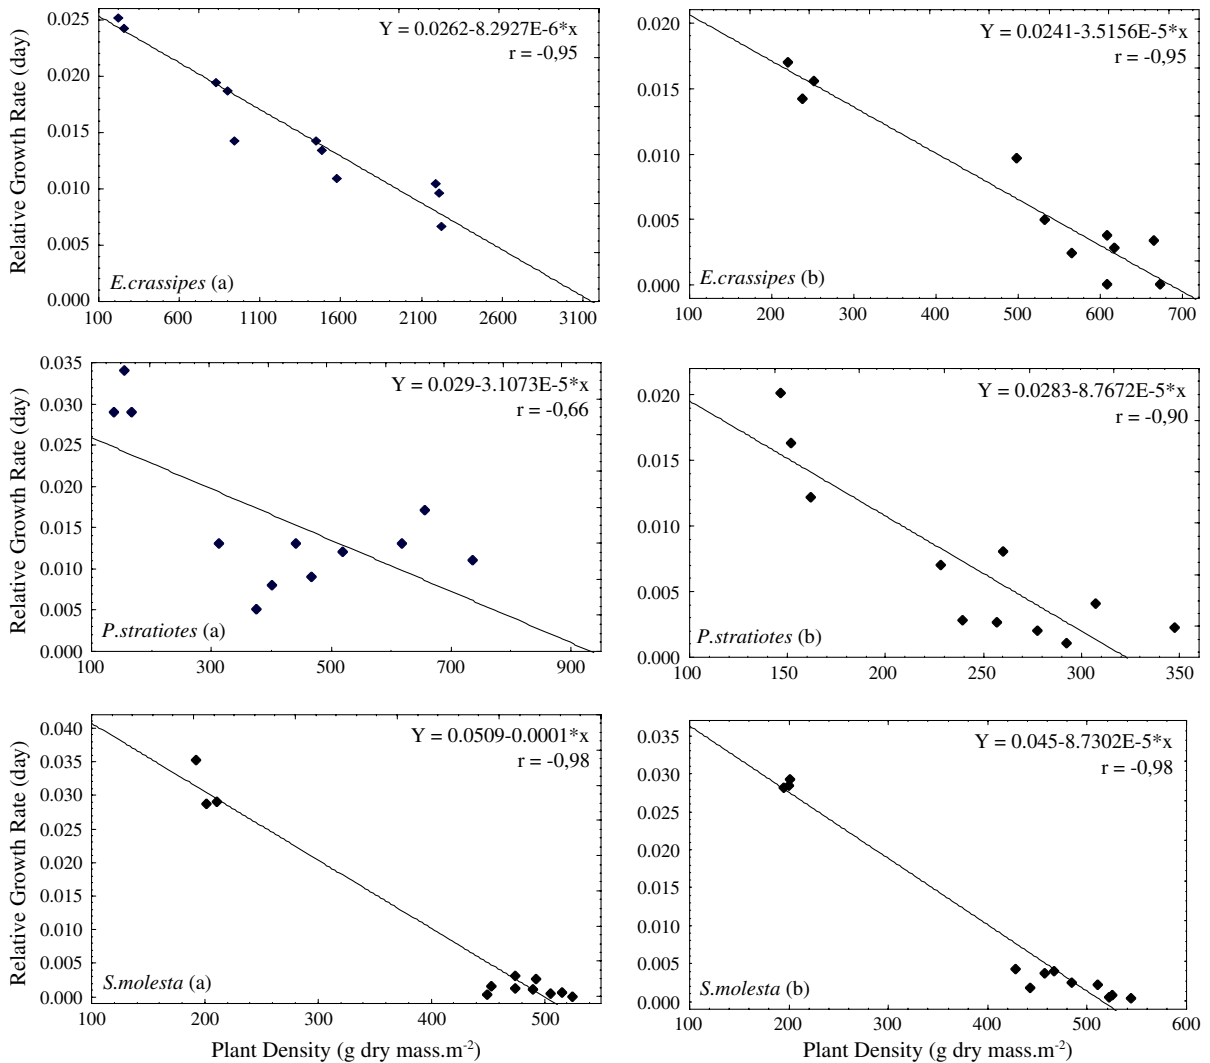 Y = 0.0262-8.2927E-6*x
r = -0,95
Relative Growth Rate (day)
0.025
0.020
0.015
0.010
0.005
0.000
E.crassipes (a)
100 600 1100 1600 2100 2600 3100
Y = 0.0241-3.5156E-5*x
r = -0,95
0.020
0.015
0.010
0.005
0.000
E.crassipes (b)
100 200 300 400 500 600 700
Y = 0.029-3.1073E-5*x
r = -0,66
Relative Growth Rate (day)
0.035
0.030
0.025
0.020
0.015
0.010
0.005
0.000
P.stratiotes (a)
100 300 500 700 900
Y = 0.0283-8.7672E-5*x
r = -0,90
0.020
0.015
0.010
0.005
0.000
P.stratiotes (b)
100 150 200 250 300 350
Y = 0.0509-0.0001*x
r = -0,98
Relative Growth Rate (day)
0.040
0.035
0.030
0.025
0.020
0.015
0.010
0.005
0.000
S.molesta (a)
100 200 300 400 500
Plant Density (g dry mass.m-2)
Y = 0.045-8.7302E-5*x
r = -0,98
0.035
0.030
0.020
0.015
0.010
0.005
0.000
S.molesta (b)
100 200 300 400 500 600
Plant Density (g dry mass.m-2)